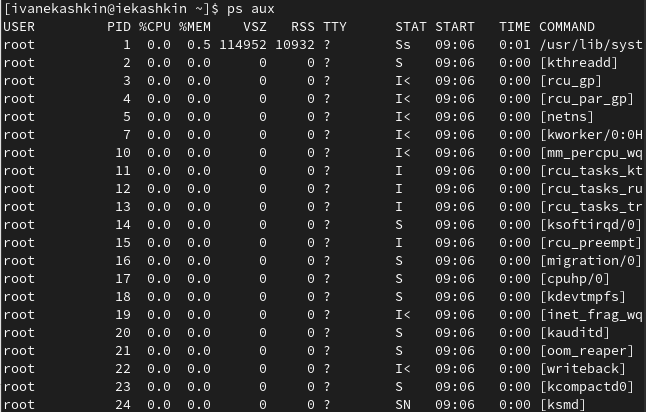 [ivanekashkin@iekashkin ~]$ ps aux
USER         PID %CPU %MEM    VSZ   RSS TTY      STAT START   TIME COMMAND
root           1  0.0  0.5 114952 10932 ?        Ss   09:06   0:01 /usr/lib/syst
root           2  0.0  0.0      0     0 ?        S    09:06   0:00 [kthreadd]
root           3  0.0  0.0      0     0 ?        I<   09:06   0:00 [rcu_gp]
root           4  0.0  0.0      0     0 ?        I<   09:06   0:00 [rcu_par_gp]
root           5  0.0  0.0      0     0 ?        I<   09:06   0:00 [netns]
root           7  0.0  0.0      0     0 ?        I<   09:06   0:00 [kworker/0:0H
root          10  0.0  0.0      0     0 ?        I<   09:06   0:00 [mm_percpu_wq
root          11  0.0  0.0      0     0 ?        I    09:06   0:00 [rcu_tasks_kt
root          12  0.0  0.0      0     0 ?        I    09:06   0:00 [rcu_tasks_ru
root          13  0.0  0.0      0     0 ?        I    09:06   0:00 [rcu_tasks_tr
root          14  0.0  0.0      0     0 ?        S    09:06   0:00 [ksoftirqd/0]
root          15  0.0  0.0      0     0 ?        I    09:06   0:00 [rcu_preempt]
root          16  0.0  0.0      0     0 ?        S    09:06   0:00 [migration/0]
root          17  0.0  0.0      0     0 ?        S    09:06   0:00 [cpuhp/0]
root          18  0.0  0.0      0     0 ?        S    09:06   0:00 [kdevtmpfs]
root          19  0.0  0.0      0     0 ?        I<   09:06   0:00 [inet_frag_wq
root          20  0.0  0.0      0     0 ?        S    09:06   0:00 [kauditd]
root          21  0.0  0.0      0     0 ?        S    09:06   0:00 [oom_reaper]
root          22  0.0  0.0      0     0 ?        I<   09:06   0:00 [writeback]
root          23  0.0  0.0      0     0 ?        S    09:06   0:00 [kcompactd0]
root          24  0.0  0.0      0     0 ?        SN   09:06   0:00 [ksmd]